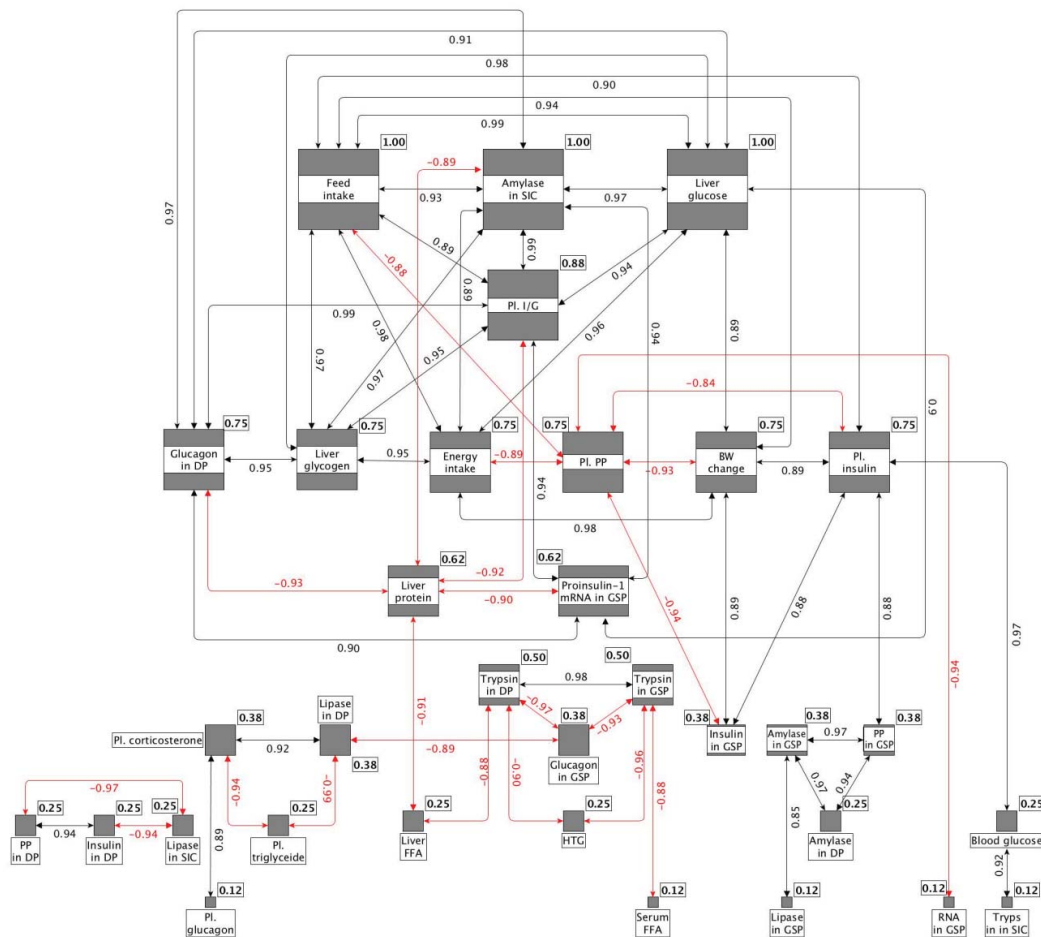 0.91
0.98
0.90
0.94
0.99
1.00
1.00
1.00
Feed
intake
Amylase
in SIC
Liver
glucose
−0.89
0.93
0.97
0.97
0.89
0.99
0.88
−0.88
0.89
0.94
Pl. I/G
0.99
0.98
0.96
0.94
0.89
−0.84
0.97
0.97
0.95
0.9
0.75
0.75
0.75
0.75
0.75
0.75
Glucagon
in DP
Liver
glycogen
Energy
intake
Pl. PP
BW
change
Pl.
insulin
0.95
0.95
−0.89
−0.93
0.89
0.94
0.98
0.62
0.62
Liver
protein
Proinsulin-1
mRNA in GSP
−0.93
−0.92
−0.90
−0.94
0.89
0.88
0.88
0.97
0.90
−0.91
−0.94
0.50
0.50
Trypsin
in DP
Trypsin
in GSP
0.98
−0.97
−0.93
0.38
Lipase
in DP
0.38
Pl. corticosterone
0.92
0.38
−0.89
0.38
Glucagon
in GSP
0.38
Insulin
in GSP
0.38
Amylase
in GSP
0.97
0.38
PP
in GSP
−0.94
−0.99
−0.88
−0.90
−0.96
−0.88
0.97
0.94
0.85
−0.97
0.25
0.25
0.25
0.25
0.25
0.25
0.25
0.25
PP
in DP
0.94
Insulin
in DP
−0.94
Lipase
in SIC
0.89
Pl.
triglyceide
Liver
FFA
HTG
Amylase
in DP
Blood glucose
0.92
0.12
0.12
0.12
0.12
0.12
Pl.
glucagon
Serum
FFA
Lipase
in GSP
RNA
in GSP
Tryps
in in SIC